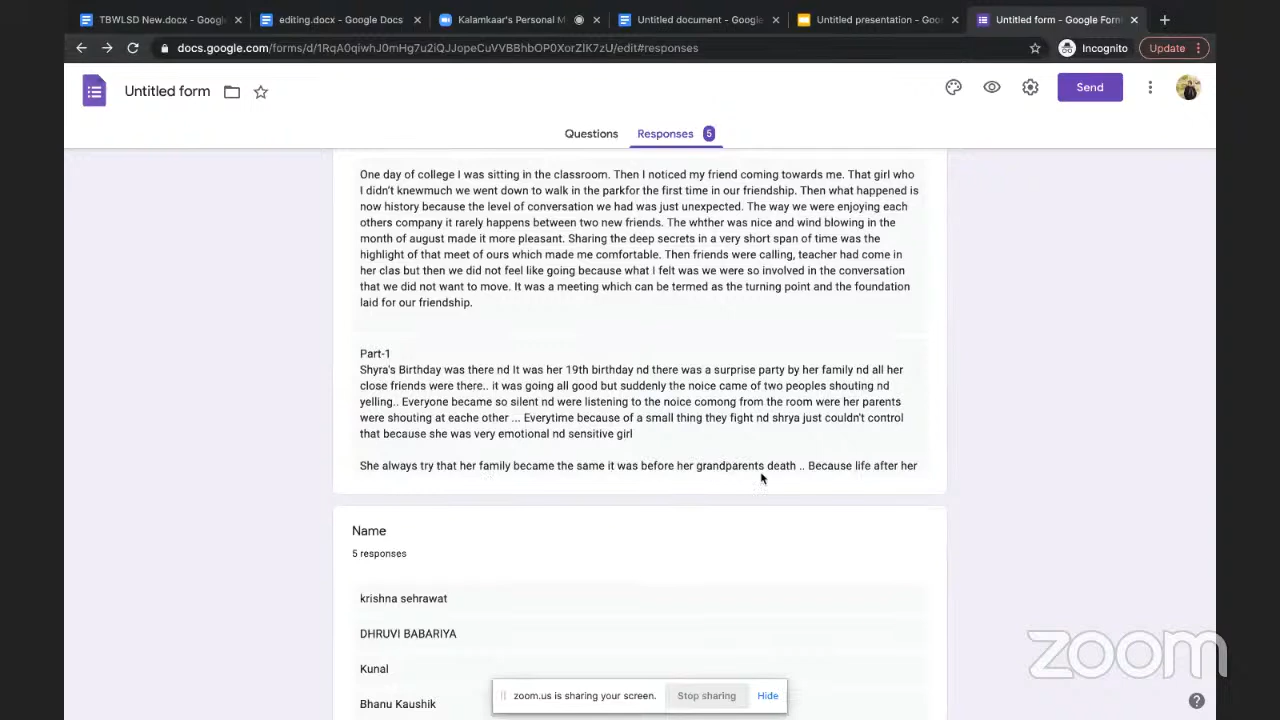 TBWLSD New.docx - Google
editing.docx - Google Docs
Kalamkaar's Personal M
Untitled document - Google
Untitled presentation - Goo
Untitled form - Google Form
docs.google.com/forms/d/1RqA0qiwhJ0mHg7u2iQJJopeCuVVBBhbOP0XorZlK7zU/edit#responses
Incognito
Update
Untitled form
Send
Questions
Responses 5
One day of college I was sitting in the classroom. Then I noticed my friend coming towards me. That girl who
I didn't knewmuch we went down to walk in the parkfor the first time in our friendship. Then what happened is
now history because the level of conversation we had was just unexpected. The way we were enjoying each
others company it rarely happens between two new friends. The whther was nice and wind blowing in the
month of august made it more pleasant. Sharing the deep secrets in a very short span of time was the
highlight of that meet of ours which made me comfortable. Then friends were calling, teacher had come in
her clas but then we did not feel like going because what I felt was we were so involved in the conversation
that we did not want to move. It was a meeting which can be termed as the turning point and the foundation
laid for our friendship.
Part-1
Shyra's Birthday was there nd It was her 19th birthday nd there was a surprise party by her family nd all her
close friends were there.. it was going all good but suddenly the noice came of two peoples shouting nd
yelling.. Everyone became so silent nd were listening to the noice comong from the room were her parents
were shouting at eache other ... Everytime because of a small thing they fight nd shrya just couldn't control
that because she was very emotional nd sensitive girl
She always try that her family became the same it was before her grandparents death .. Because life after her
Name
5 responses
krishna sehrawat
DHRUVI BABARIYA
Kunal
Bhanu Kaushik
zoom.us is sharing your screen.
Stop sharing
Hide
zoom